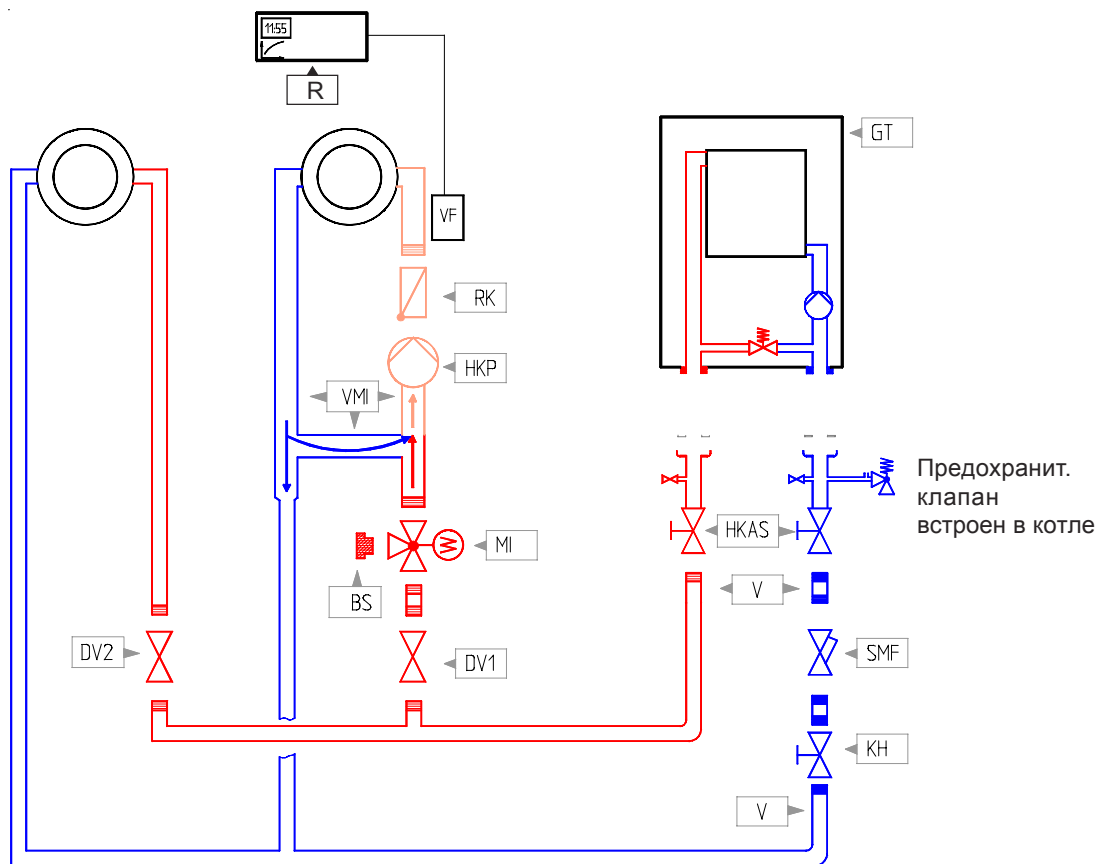 11:55
R
GT
VF
RK
HKP
VMI
Предохранит.
клапан
встроен в котле
HKAS
MI
BS
V
DV2
DV1
SMF
KH
V